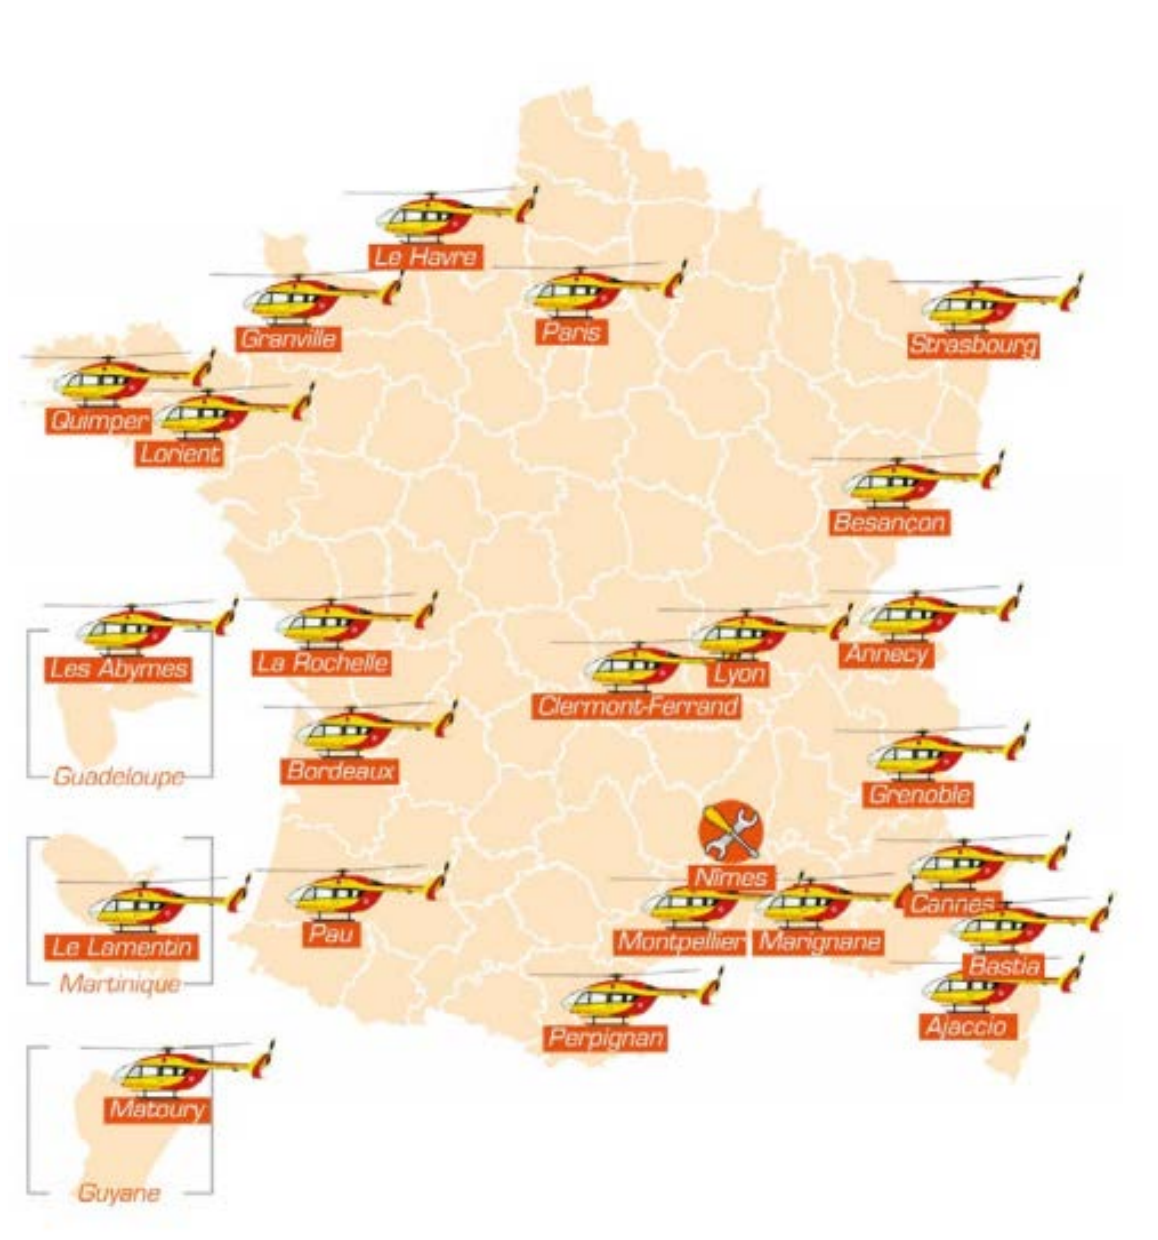 Le Havre
Granville
Paris
Strasbourg
Quimper
Lorient
Besançon
Les Abymes
La Rochelle
Lyon
Annecy
Clermont-Ferrand
Guadeloupe
Bordeaux
Grenoble
Nîmes
Cannes
Le Lamentin
Pau
Montpellier
Marignane
Bastia
Martinique
Perpignan
Ajaccio
Matoury
Guyane